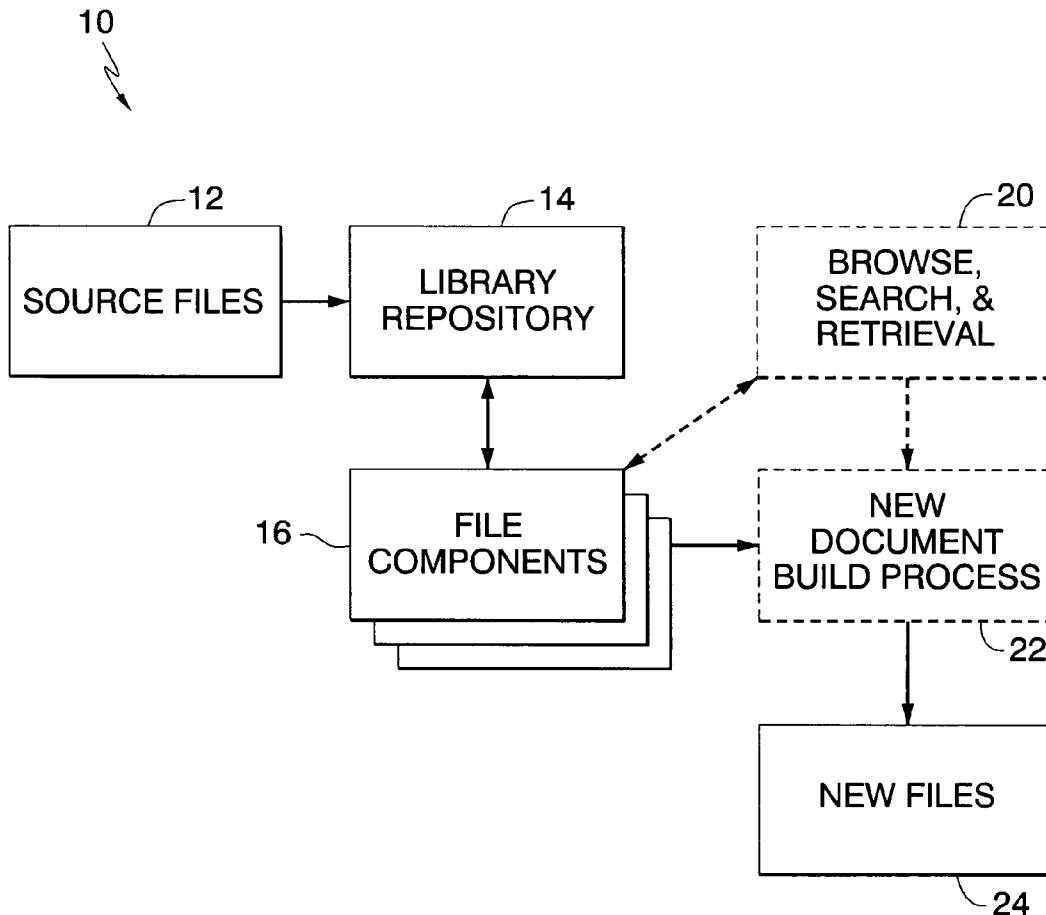 10
12
14
20
SOURCE FILES
LIBRARY
REPOSITORY
BROWSE,
SEARCH, &
RETRIEVAL
16
FILE
COMPONENTS
NEW
DOCUMENT
BUILD PROCESS
22
NEW FILES
24